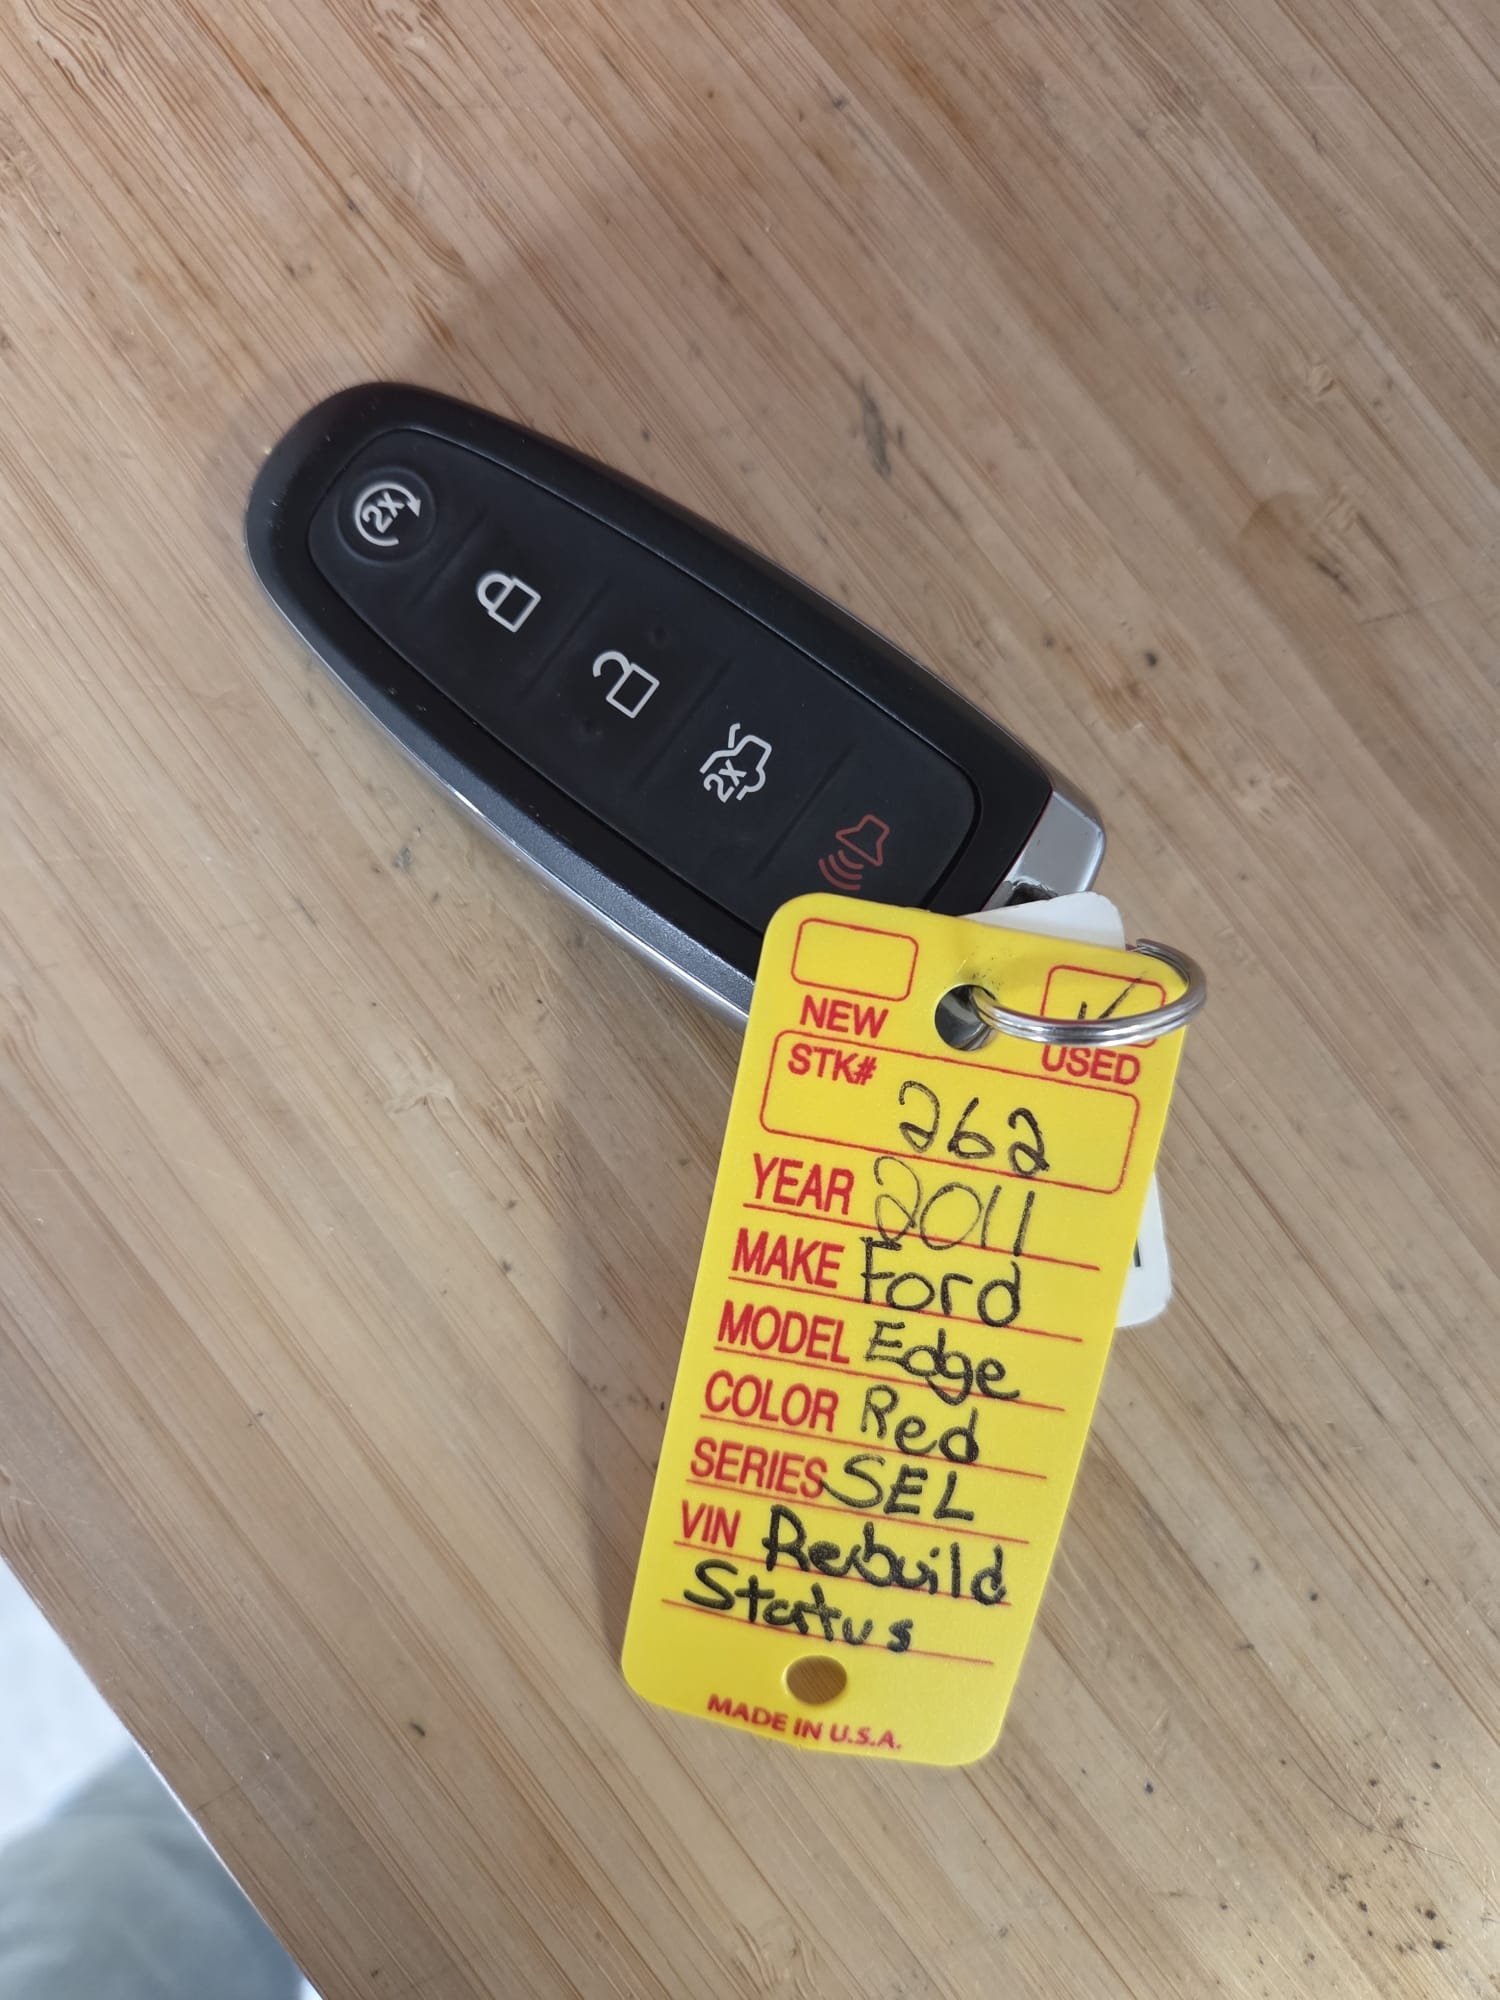 2x
2x
NEW
USED
STK# 262
YEAR 2011
MAKE Ford
MODEL Edge
COLOR Red
SERIES SEL
VIN Rebuild
Status
MADE IN U.S.A.